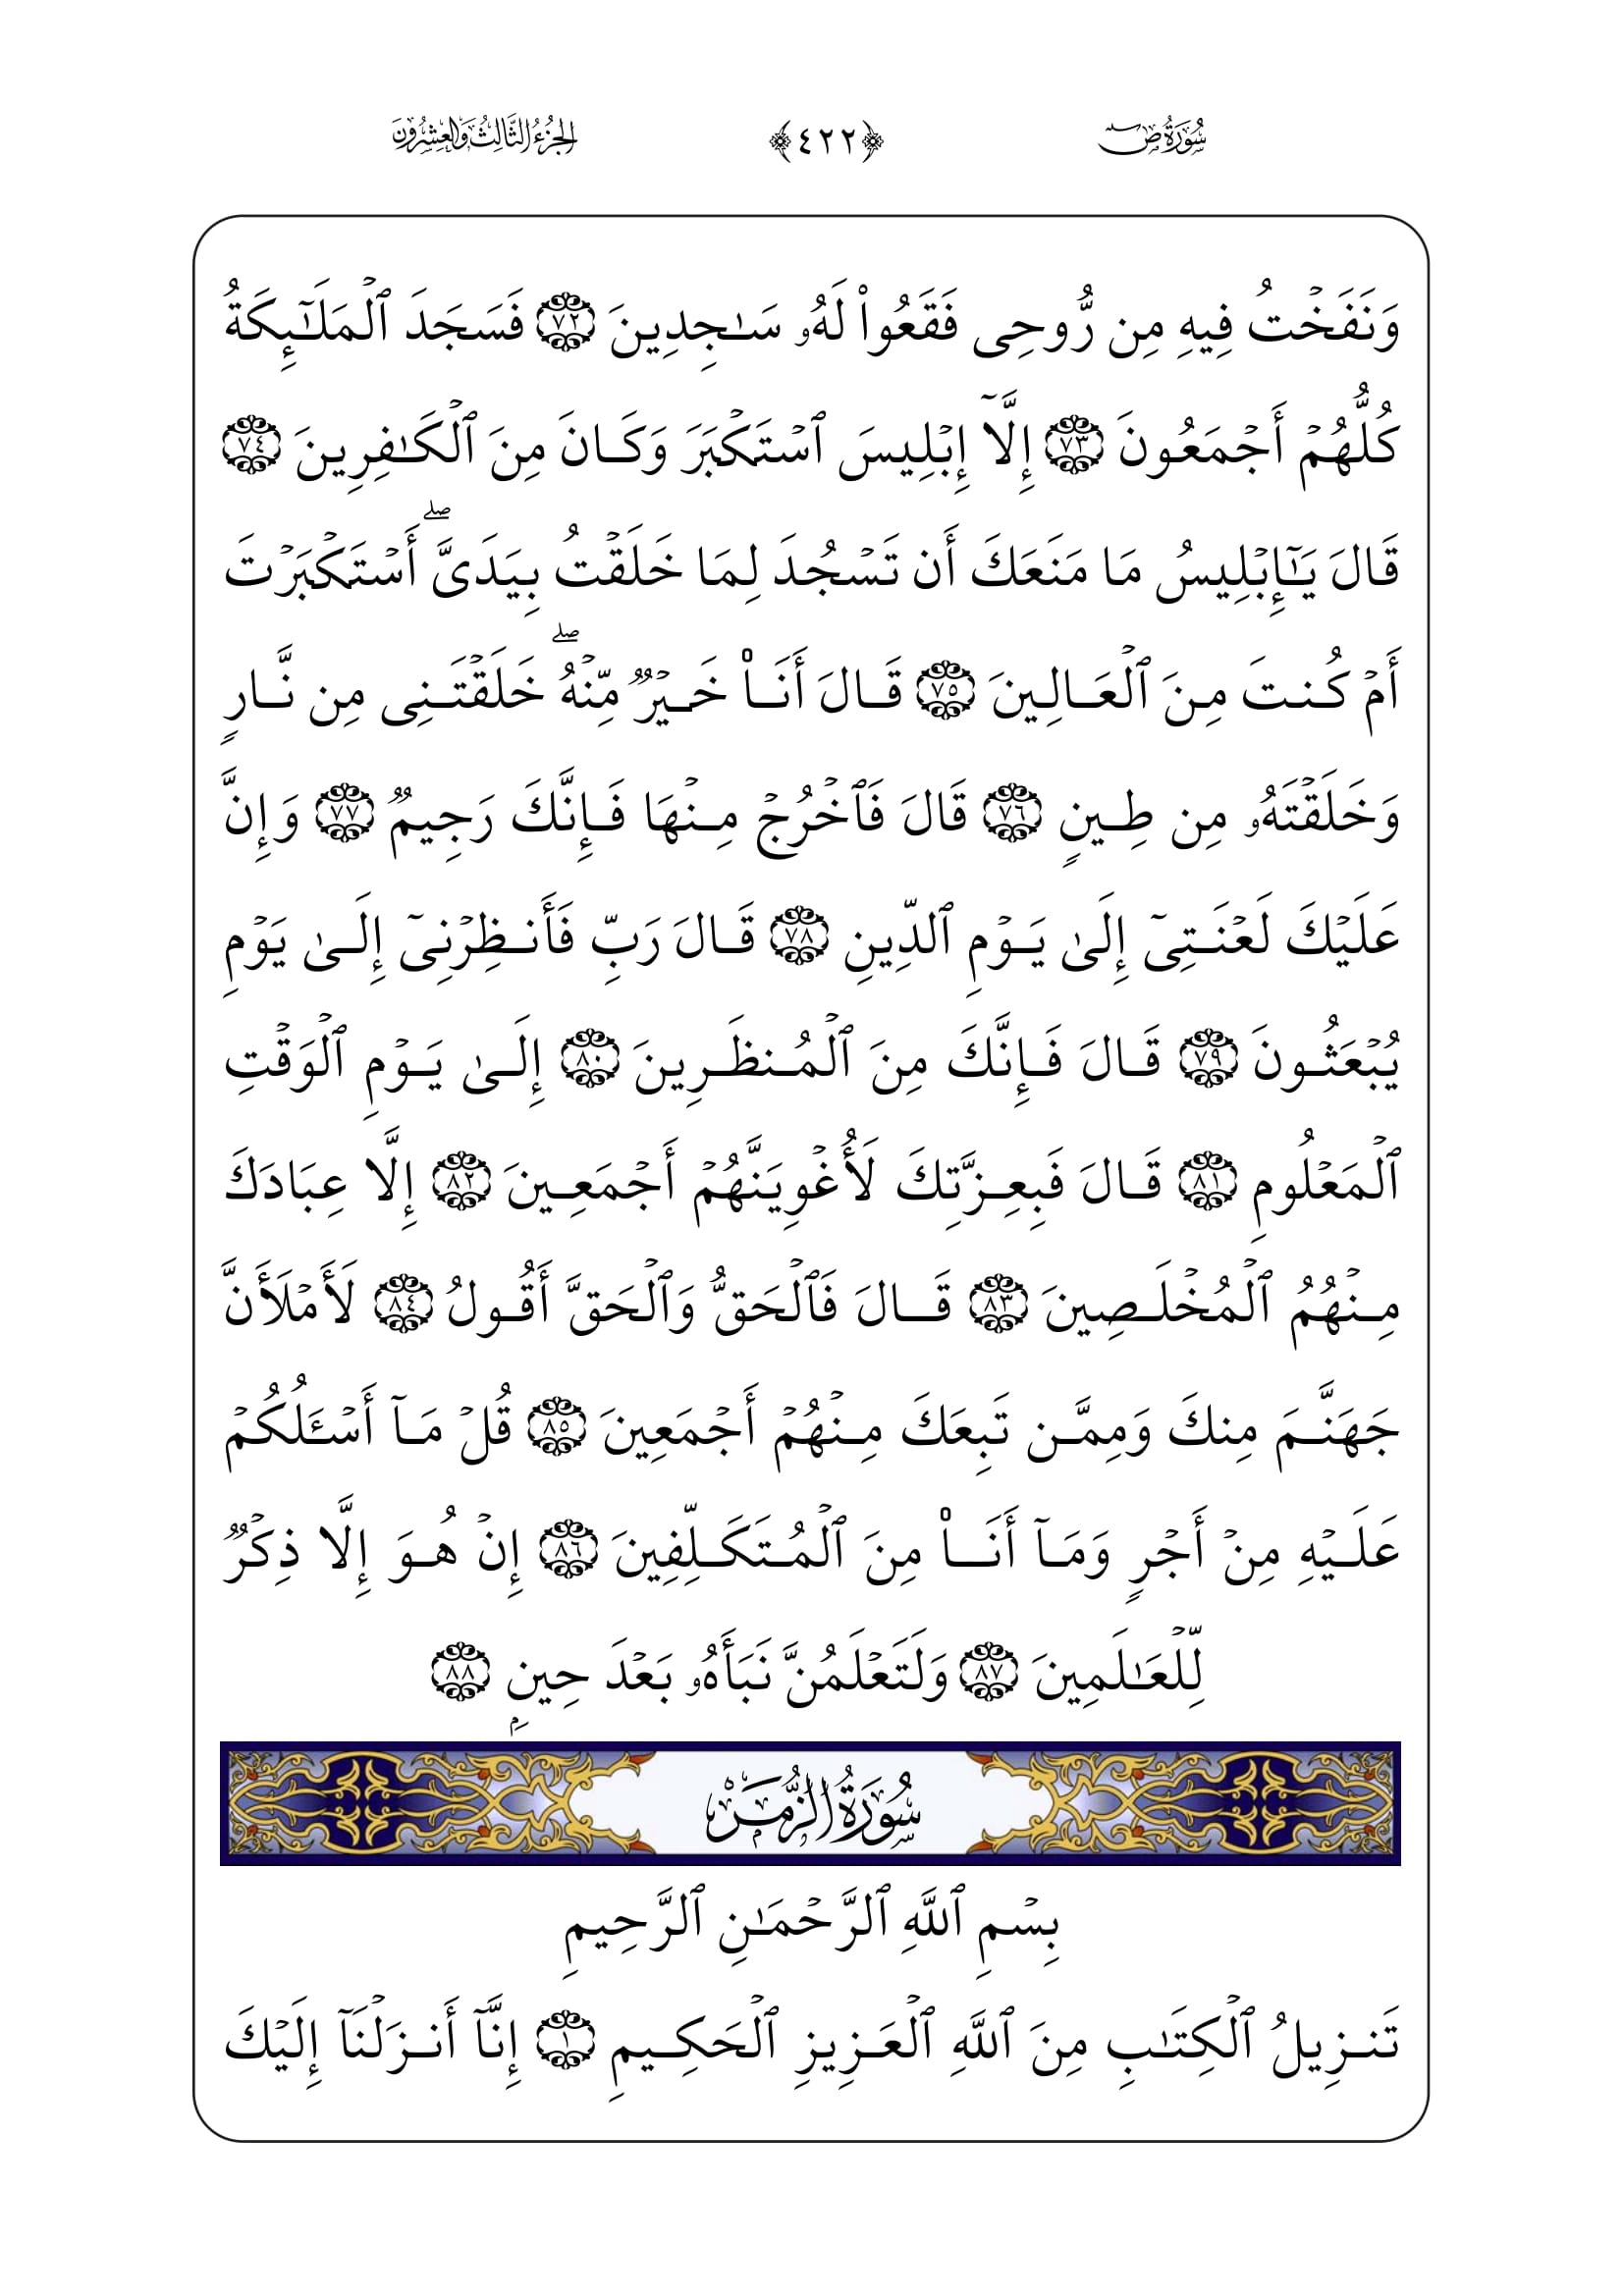 سُورَةُ صٓ ﴿٤٢٢﴾ الجُزْءُ الثَّالِثُ وَالعِشْرُونَ
وَنَفَخۡتُ فِيهِ مِن رُّوحِى فَقَعُوا۟ لَهُۥ سَـٰجِدِينَ ٧٢ فَسَجَدَ ٱلۡمَلَـٰٓئِكَةُ
كُلُّهُمۡ أَجۡمَعُونَ ٧٣ إِلَّآ إِبۡلِيسَ ٱسۡتَكۡبَرَ وَكَانَ مِنَ ٱلۡكَـٰفِرِينَ ٧٤
قَالَ يَـٰٓإِبۡلِيسُ مَا مَنَعَكَ أَن تَسۡجُدَ لِمَا خَلَقۡتُ بِيَدَىَّۖ أَسۡتَكۡبَرۡتَ
أَمۡ كُنتَ مِنَ ٱلۡعَالِينَ ٧٥ قَالَ أَنَا۠ خَيۡرٌۭ مِّنۡهُۖ خَلَقۡتَنِى مِن نَّارٍۢ
وَخَلَقۡتَهُۥ مِن طِينٍۢ ٧٦ قَالَ فَٱخۡرُجۡ مِنۡهَا فَإِنَّكَ رَجِيمٌۭ ٧٧ وَإِنَّ
عَلَيۡكَ لَعۡنَتِىٓ إِلَىٰ يَوۡمِ ٱلدِّينِ ٧٨ قَالَ رَبِّ فَأَنظِرۡنِىٓ إِلَىٰ يَوۡمِ
يُبۡعَثُونَ ٧٩ قَالَ فَإِنَّكَ مِنَ ٱلۡمُنظَرِينَ ٨٠ إِلَىٰ يَوۡمِ ٱلۡوَقۡتِ
ٱلۡمَعۡلُومِ ٨١ قَالَ فَبِعِزَّتِكَ لَأُغۡوِيَنَّهُمۡ أَجۡمَعِينَ ٨٢ إِلَّا عِبَادَكَ
مِنۡهُمُ ٱلۡمُخۡلَصِينَ ٨٣ قَالَ فَٱلۡحَقُّ وَٱلۡحَقَّ أَقُولُ ٨٤ لَأَمۡلَأَنَّ
جَهَنَّمَ مِنكَ وَمِمَّن تَبِعَكَ مِنۡهُمۡ أَجۡمَعِينَ ٨٥ قُلۡ مَآ أَسۡـَٔلُكُمۡ
عَلَيۡهِ مِنۡ أَجۡرٍۢ وَمَآ أَنَا۠ مِنَ ٱلۡمُتَكَلِّفِينَ ٨٦ إِنۡ هُوَ إِلَّا ذِكۡرٌۭ
لِّلۡعَـٰلَمِينَ ٨٧ وَلَتَعۡلَمُنَّ نَبَأَهُۥ بَعۡدَ حِينِۭ ٨٨
سُورَةُ الزُّمَرْ
بِسۡمِ ٱللَّهِ ٱلرَّحۡمَـٰنِ ٱلرَّحِيمِ
تَنزِيلُ ٱلۡكِتَـٰبِ مِنَ ٱللَّهِ ٱلۡعَزِيزِ ٱلۡحَكِيمِ ١ إِنَّآ أَنزَلۡنَآ إِلَيۡكَ